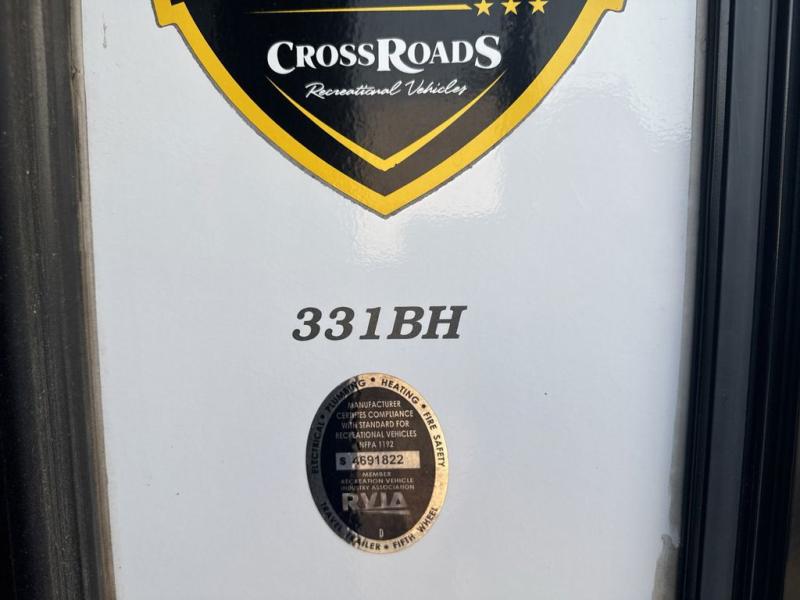 CROSSROADS
Recreational Vehicles
331BH
ELECTRICAL • PLUMBING • HEATING • FIRE SAFETY
MANUFACTURER
CERTIFIES COMPLIANCE
WITH STANDARD FOR
RECREATIONAL VEHICLES
NFPA 1192
S 4691822
MEMBER
RECREATION VEHICLE
INDUSTRY ASSOCIATION
RVIA
D
TRAVEL TRAILER • FIFTH WHEEL